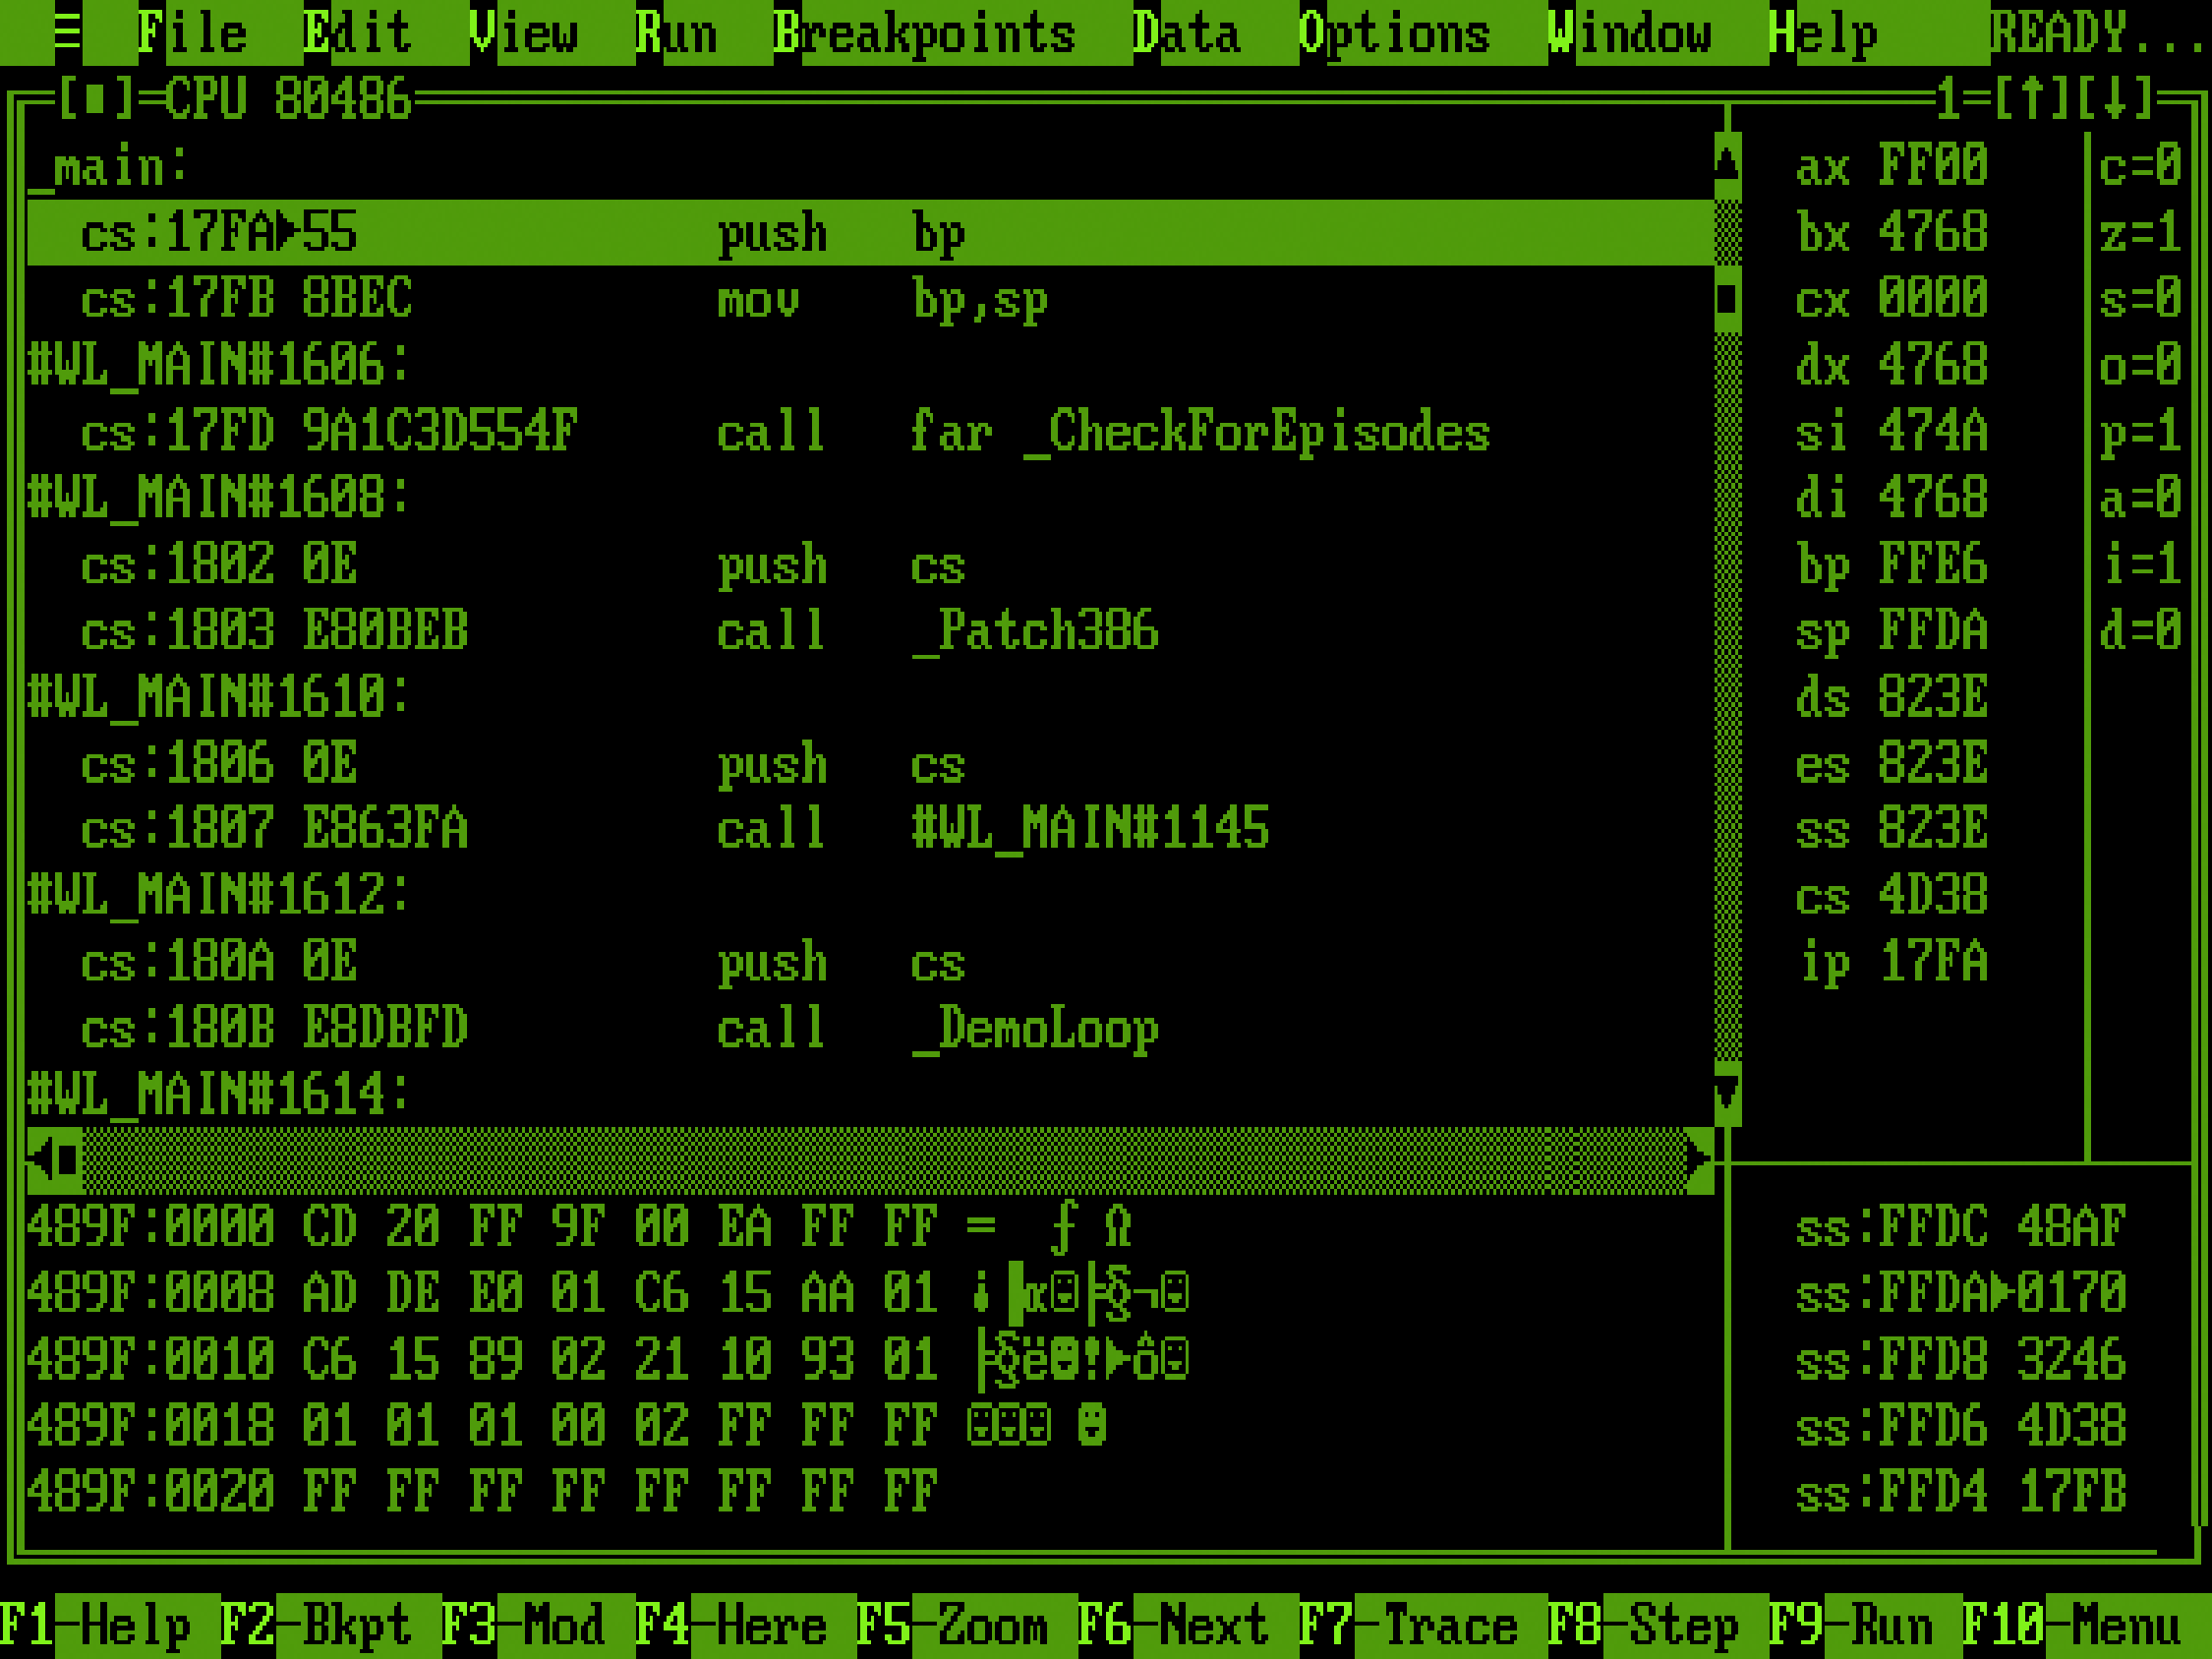 ≡ File Edit View Run Breakpoints Data Options Window Help READY...
[■]=CPU 80486 1=[↑][↓]
_main:
cs:17FA►55 push bp
cs:17FB 8BEC mov bp,sp
#WL_MAIN#1606:
cs:17FD 9A1C3D554F call far _CheckForEpisodes
#WL_MAIN#1608:
cs:1802 0E push cs
cs:1803 E80BEB call _Patch386
#WL_MAIN#1610:
cs:1806 0E push cs
cs:1807 E863FA call #WL_MAIN#1145
#WL_MAIN#1612:
cs:180A 0E push cs
cs:180B E8DBFD call _DemoLoop
#WL_MAIN#1614:
ax FF00 c=0
bx 4768 z=1
cx 0000 s=0
dx 4768 o=0
si 474A p=1
di 4768 a=0
bp FFE6 i=1
sp FFDA d=0
ds 823E
es 823E
ss 823E
cs 4D38
ip 17FA
489F:0000 CD 20 FF 9F 00 EA FF FF = ƒ Ω
489F:0008 AD DE E0 01 C6 15 AA 01 ¡▐α☺╞§¬☺
489F:0010 C6 15 89 02 21 10 93 01 ╞§ë☻!►ô☺
489F:0018 01 01 01 00 02 FF FF FF ☺☺☺ ☻
489F:0020 FF FF FF FF FF FF FF FF
ss:FFDC 48AF
ss:FFDA►0170
ss:FFD8 3246
ss:FFD6 4D38
ss:FFD4 17FB
F1-Help F2-Bkpt F3-Mod F4-Here F5-Zoom F6-Next F7-Trace F8-Step F9-Run F10-Menu